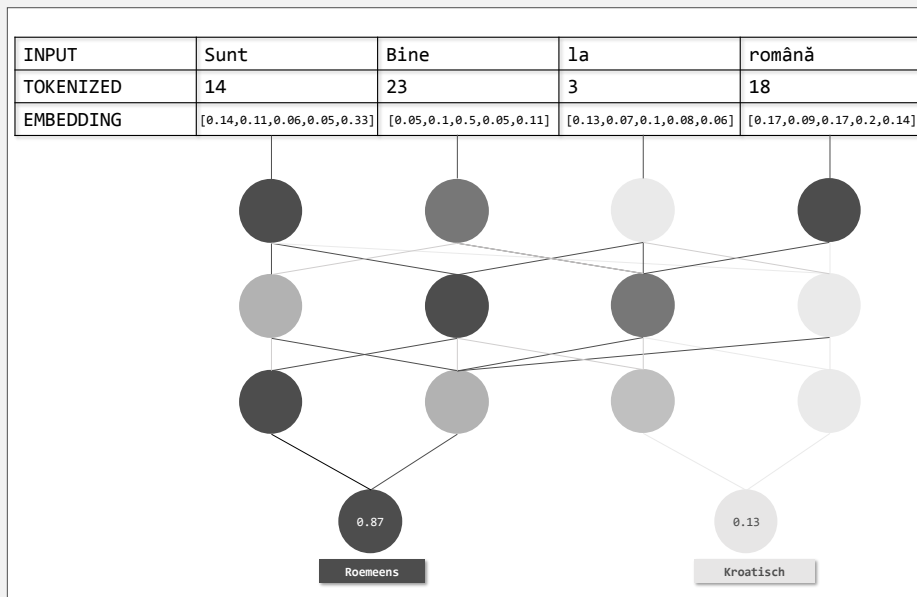 INPUT Sunt Bine la română
TOKENIZED 14 23 3 18
EMBEDDING [0.14,0.11,0.06,0.05,0.33] [0.05,0.1,0.5,0.05,0.11] [0.13,0.07,0.1,0.08,0.06] [0.17,0.09,0.17,0.2,0.14]
0.87 0.13
Roemeens Kroatisch